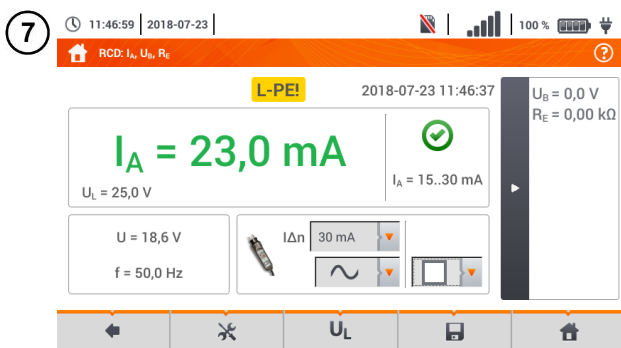 7
11:46:59 2018-07-23 100 %
RCD: IA, UB, RE ?
L-PE! 2018-07-23 11:46:37
IA = 23,0 mA
UL = 25,0 V
IA = 15..30 mA
UB = 0,0 V
RE = 0,00 kΩ
U = 18,6 V
f = 50,0 Hz
IΔn 30 mA
UL